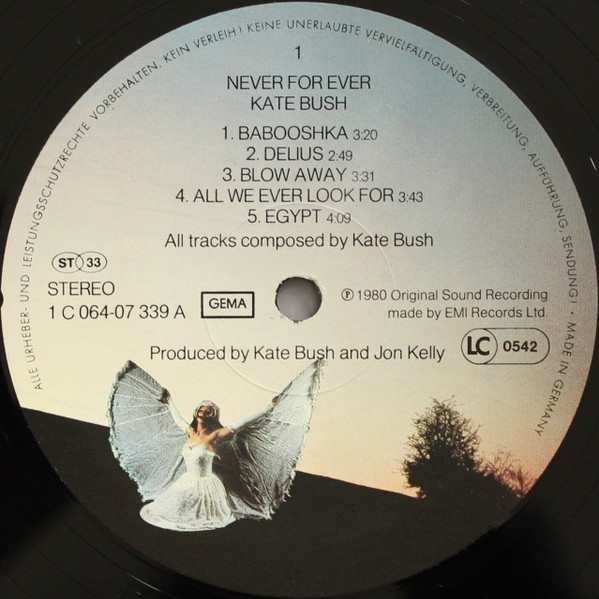 ALLE URHEBER- UND LEISTUNGSSCHUTZRECHTE VORBEHALTEN. KEIN VERLEIH! KEINE UNERLAUBTE VERVIELFÄLTIGUNG, VERBREITUNG, AUFFÜHRUNG, SENDUNG! • MADE IN GERMANY
1
NEVER FOR EVER
KATE BUSH
1. BABOOSHKA 3:20
2. DELIUS 2:49
3. BLOW AWAY 3:31
4. ALL WE EVER LOOK FOR 3:43
5. EGYPT 4:09
All tracks composed by Kate Bush
ST 33
STEREO
1 C 064-07 339 A
GEMA
℗ 1980 Original Sound Recording
made by EMI Records Ltd.
Produced by Kate Bush and Jon Kelly
LC 0542